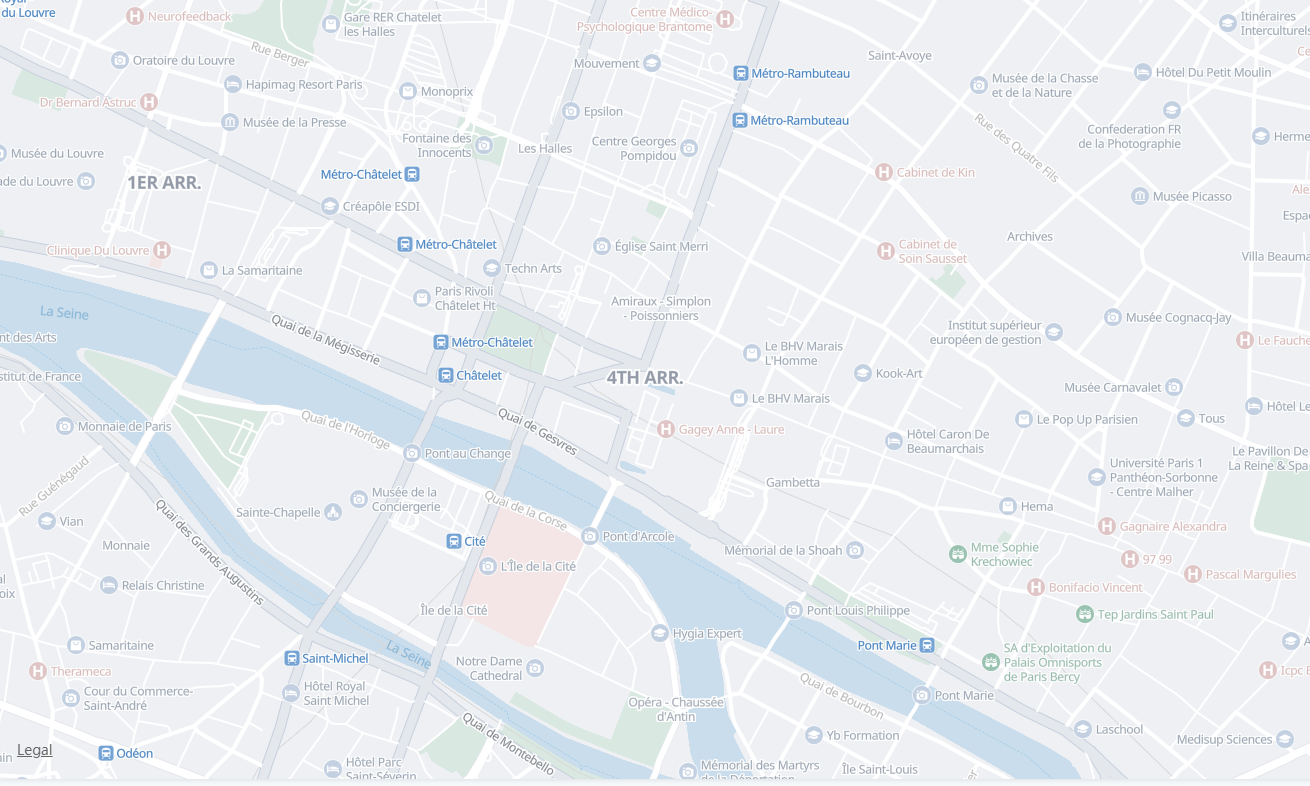 Royal
du Louvre
Neurofeedback
Gare RER Chatelet
les Halles
Centre Médico-
Psychologique Brantome
Itinéraires
Interculturels
Rue Berger
Oratoire du Louvre
Mouvement
Métro-Rambuteau
Saint-Avoye
Musée de la Chasse
et de la Nature
Hôtel Du Petit Moulin
Hapimag Resort Paris
Monoprix
Dr Bernard Astruc
Epsilon
Métro-Rambuteau
Musée de la Presse
Fontaine des
Innocents
Les Halles
Centre Georges
Pompidou
Rue des Quatre Fils
Confederation FR
de la Photographie
Herme
Musée du Louvre
ade du Louvre
1ER ARR.
Métro-Châtelet
Cabinet de Kin
Ale
Créapôle ESDI
Musée Picasso
Espa
Clinique Du Louvre
Métro-Châtelet
Église Saint Merri
Cabinet de
Soin Sausset
Archives
Villa Beauma
La Samaritaine
Techn Arts
Paris Rivoli
Châtelet Ht
Amiraux - Simplon
- Poissonniers
La Seine
Quai de la Mégisserie
nt des Arts
Métro-Châtelet
Institut supérieur
européen de gestion
Musée Cognacq-Jay
Le Fauche
Le BHV Marais
L'Homme
stitut de France
Châtelet
4TH ARR.
Kook-Art
Musée Carnavalet
Le BHV Marais
Monnaie de Paris
Quai de l'Horloge
Quai de Gesvres
Gagey Anne - Laure
Le Pop Up Parisien
Tous
Hôtel Le
Hôtel Caron De
Beaumarchais
Pont au Change
Le Pavillon De
La Reine & Spa
Rue Guénégaud
Université Paris 1
Panthéon-Sorbonne
- Centre Malher
Gambetta
Musée de la
Conciergerie
Sainte-Chapelle
Quai de la Corse
Hema
Vian
Quai des Grands Augustins
Gagnaire Alexandra
Monnaie
Cité
Pont d'Arcole
Mémorial de la Shoah
Mme Sophie
Krechowiec
97 99
L'Île de la Cité
Pascal Margulies
Relais Christine
Bonifacio Vincent
al
oix
Île de la Cité
Pont Louis Philippe
Tep Jardins Saint Paul
Hygia Expert
Samaritaine
La Seine
Pont Marie
SA d'Exploitation du
Palais Omnisports
de Paris Bercy
Saint-Michel
Notre Dame
Cathedral
Therameca
Icpc E
Cour du Commerce-
Saint-André
Hôtel Royal
Saint Michel
Opéra - Chaussée
d'Antin
Quai de Bourbon
Pont Marie
Quai de Montebello
Yb Formation
Laschool
Medisup Sciences
Legal
Odéon
Hôtel Parc
Saint-Séverin
Mémorial des Martyrs
de la Déportation
Île Saint-Louis